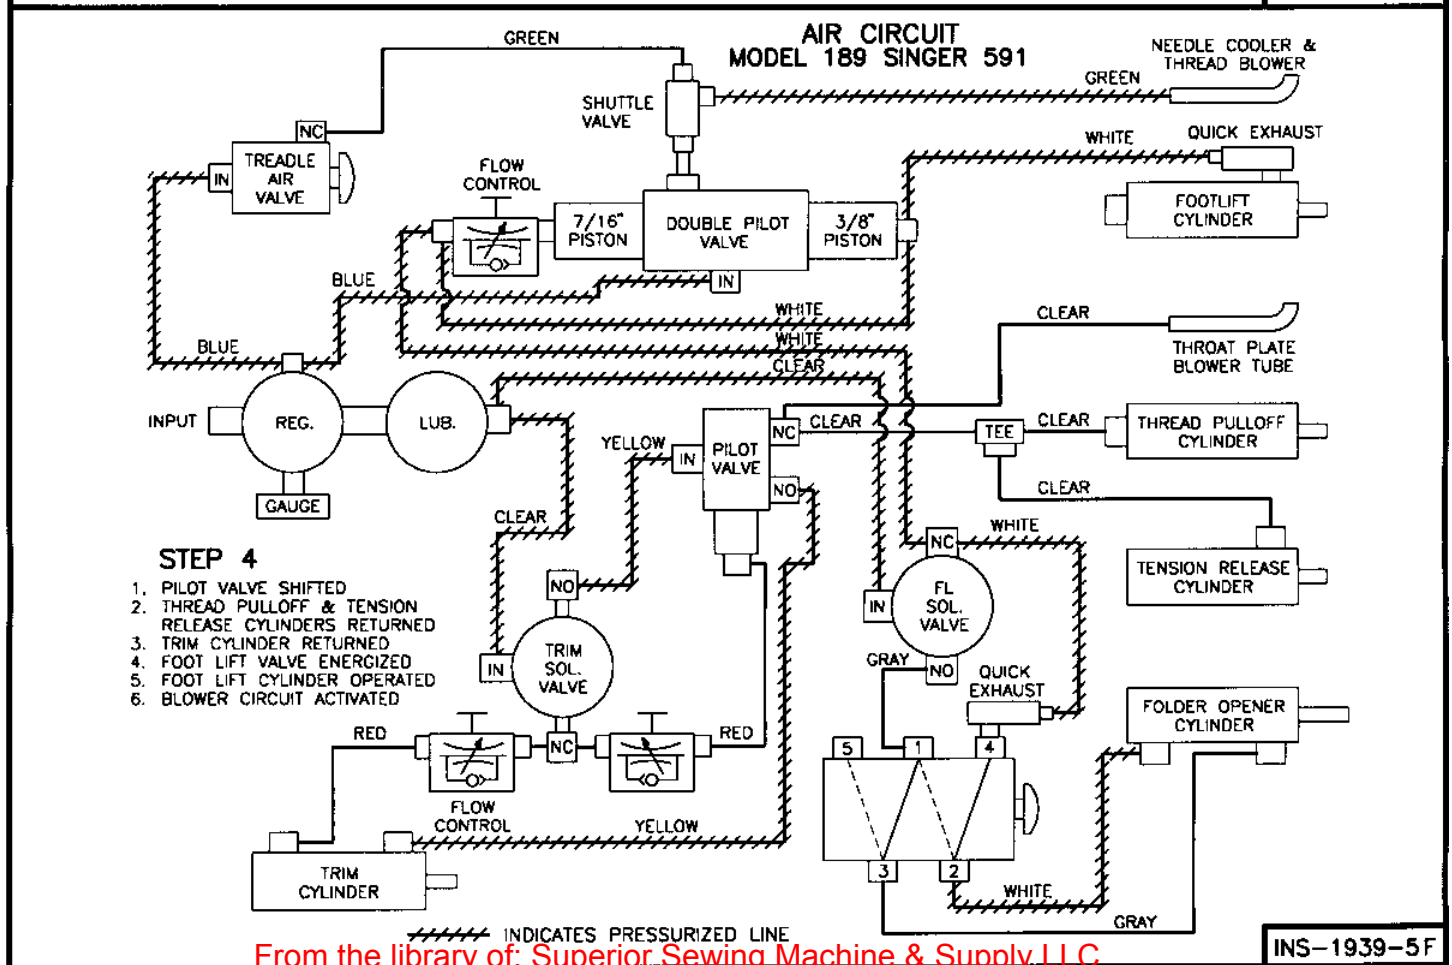 AIR CIRCUIT
MODEL 189 SINGER 591
GREEN
NEEDLE COOLER &
THREAD BLOWER
GREEN
SHUTTLE
VALVE
NC
TREADLE
AIR
VALVE
IN
FLOW
CONTROL
WHITE
QUICK EXHAUST
FOOTLIFT
CYLINDER
7/16"
PISTON
DOUBLE PILOT
VALVE
3/8"
PISTON
IN
BLUE
WHITE
WHITE
CLEAR
CLEAR
THROAT PLATE
BLOWER TUBE
BLUE
INPUT
REG.
LUB.
GAUGE
YELLOW
IN
PILOT
VALVE
NC
NO
CLEAR
TEE
CLEAR
THREAD PULLOFF
CYLINDER
CLEAR
TENSION RELEASE
CYLINDER
CLEAR
WHITE
NC
FL
SOL.
VALVE
IN
NO
GRAY
STEP 4
1. PILOT VALVE SHIFTED
2. THREAD PULLOFF & TENSION
RELEASE CYLINDERS RETURNED
3. TRIM CYLINDER RETURNED
4. FOOT LIFT VALVE ENERGIZED
5. FOOT LIFT CYLINDER OPERATED
6. BLOWER CIRCUIT ACTIVATED
NO
IN
TRIM
SOL.
VALVE
NC
RED
RED
FLOW
CONTROL
YELLOW
TRIM
CYLINDER
QUICK
EXHAUST
5 1 4
3 2
FOLDER OPENER
CYLINDER
WHITE
GRAY
INDICATES PRESSURIZED LINE
From the library of: Superior Sewing Machine & Supply LLC
INS-1939-5F